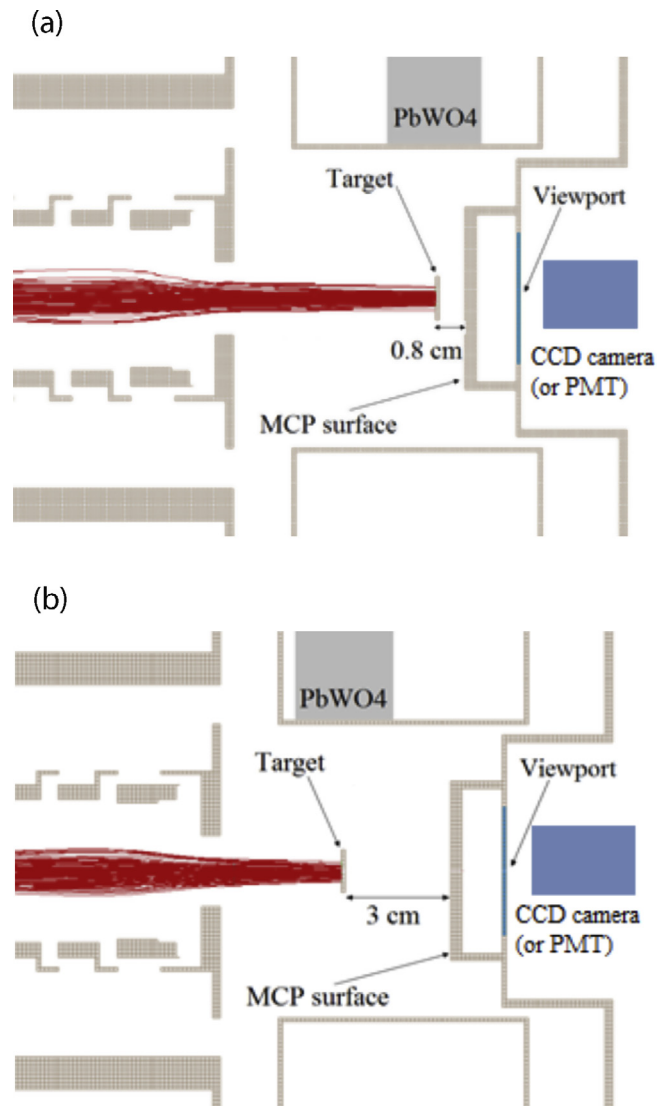 (a)
PbWO4
Target
Viewport
0.8 cm
CCD camera
(or PMT)
MCP surface
(b)
PbWO4
Target
Viewport
3 cm
CCD camera
(or PMT)
MCP surface